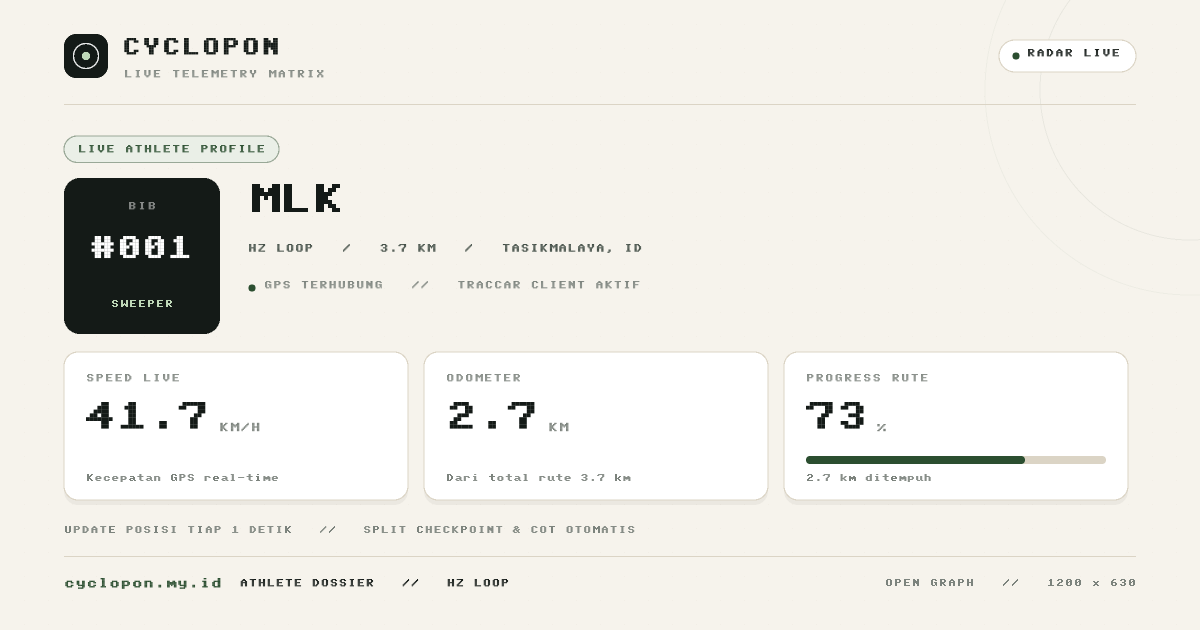 CYCLOPON
LIVE TELEMETRY MATRIX
RADAR LIVE
LIVE ATHLETE PROFILE
BIB
#001
SWEEPER
MLK
HZ LOOP / 3.7 KM / TASIKMALAYA, ID
GPS TERHUBUNG // TRACCAR CLIENT AKTIF
SPEED LIVE
41.7 KM/H
Kecepatan GPS real-time
ODOMETER
2.7 KM
Dari total rute 3.7 km
PROGRESS RUTE
73 %
2.7 km ditempuh
UPDATE POSISI TIAP 1 DETIK // SPLIT CHECKPOINT & COT OTOMATIS
cyclopon.my.id ATHLETE DOSSIER // HZ LOOP
OPEN GRAPH // 1200 x 630